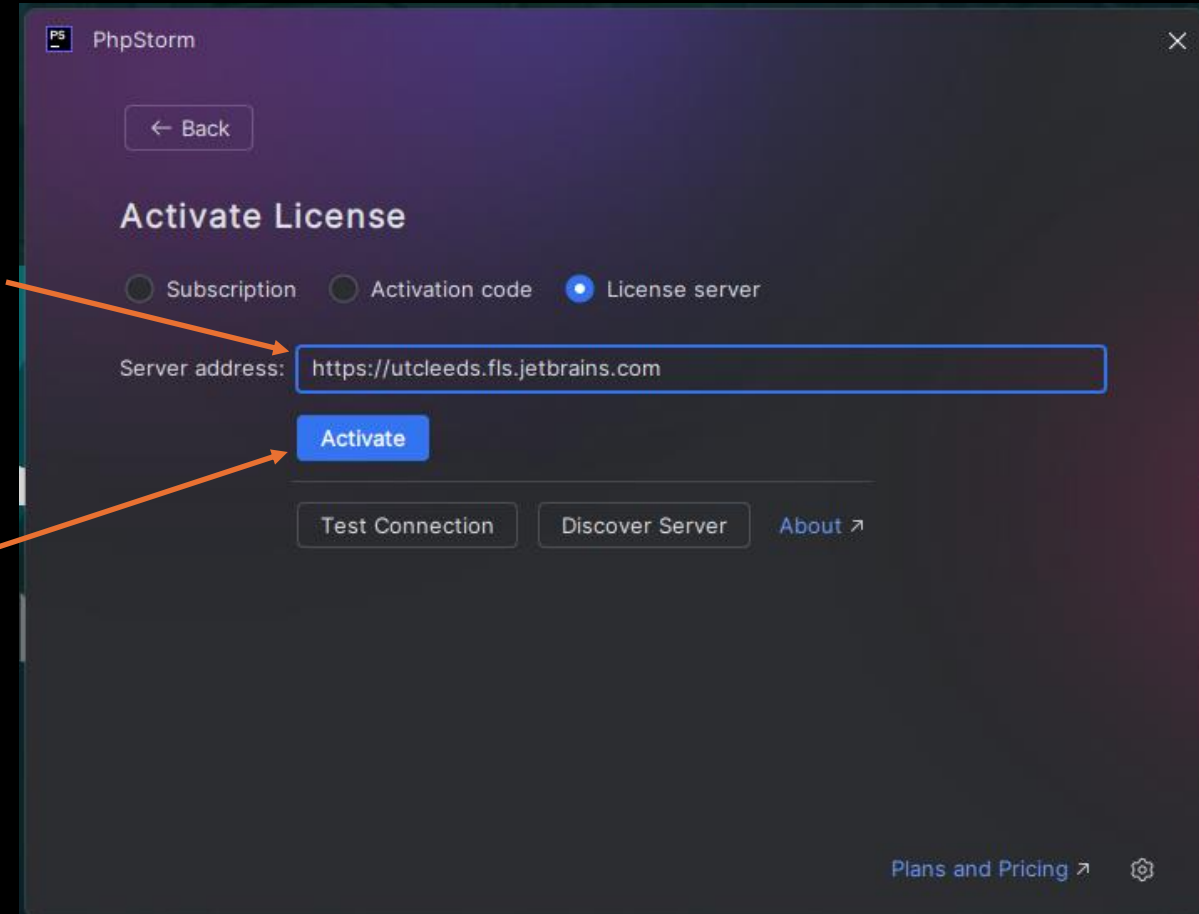 PS PhpStorm
← Back
Activate License
Subscription Activation code License server
Server address: https://utcleeds.fls.jetbrains.com
Activate
Test Connection Discover Server About ↗
Plans and Pricing ↗